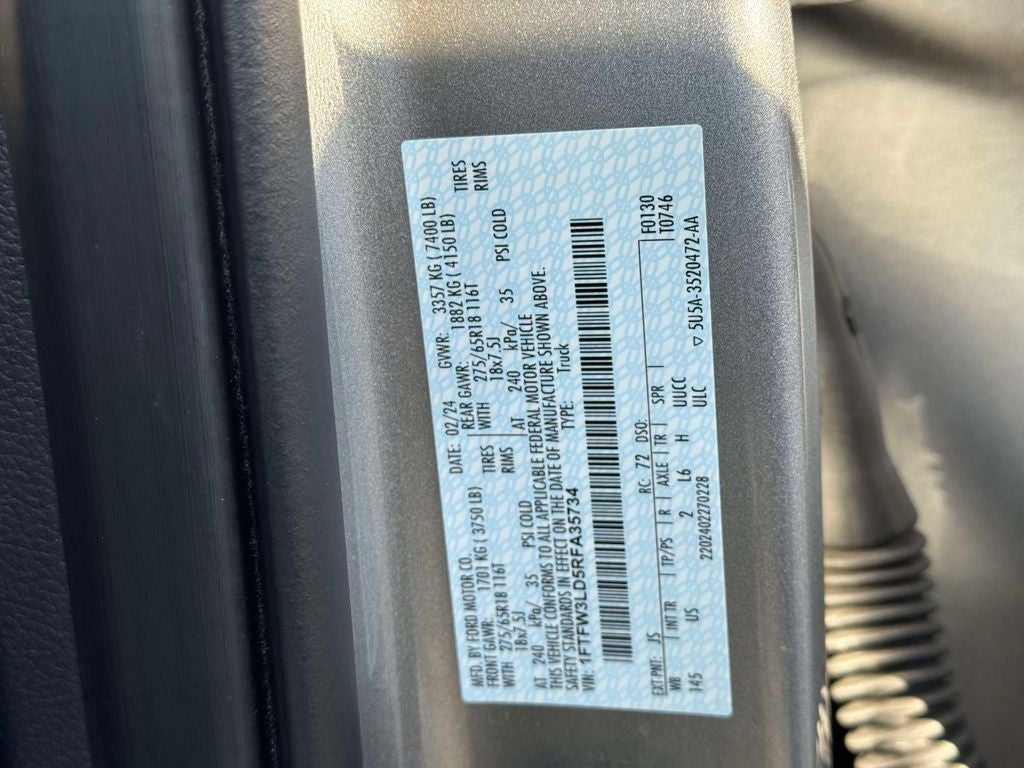 MFD. BY FORD MOTOR CO. DATE: 02/24 GVWR: 3357 KG ( 7400 LB)
FRONT GAWR: 1701 KG ( 3750 LB) REAR GAWR: 1882 KG ( 4150 LB)
WITH 275/65R18 116T TIRES WITH 275/65R18 116T TIRES
18x7.5J RIMS 18x7.5J RIMS
AT 240 kPa/ 35 PSI COLD AT 240 kPa/ 35 PSI COLD
THIS VEHICLE CONFORMS TO ALL APPLICABLE FEDERAL MOTOR VEHICLE
SAFETY STANDARDS IN EFFECT ON THE DATE OF MANUFACTURE SHOWN ABOVE.
VIN: 1FTFW3LD5RFA35734 TYPE: Truck
EXT PNT: JS RC: 72 DSO: F0130
WB INT TR TP/PS R AXLE TR SPR T0746
145 US 2 L6 H UUCC
2202402270228 ULC ▽ 5U5A-3520472-AA